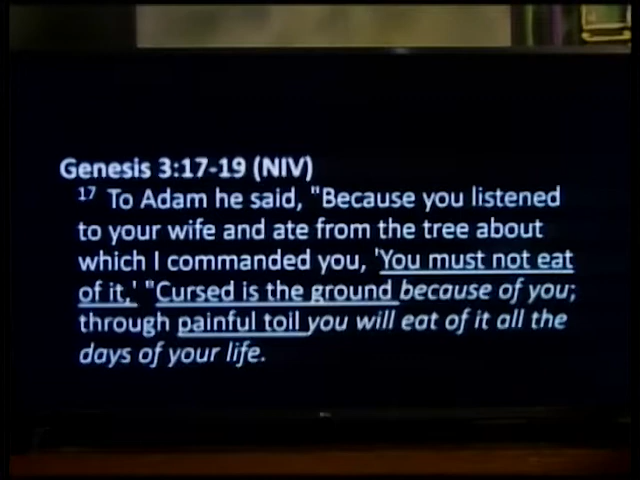 Genesis 3:17-19 (NIV)
17 To Adam he said, "Because you listened
to your wife and ate from the tree about
which I commanded you, 'You must not eat
of it,' "Cursed is the ground because of you;
through painful toil you will eat of it all the
days of your life.